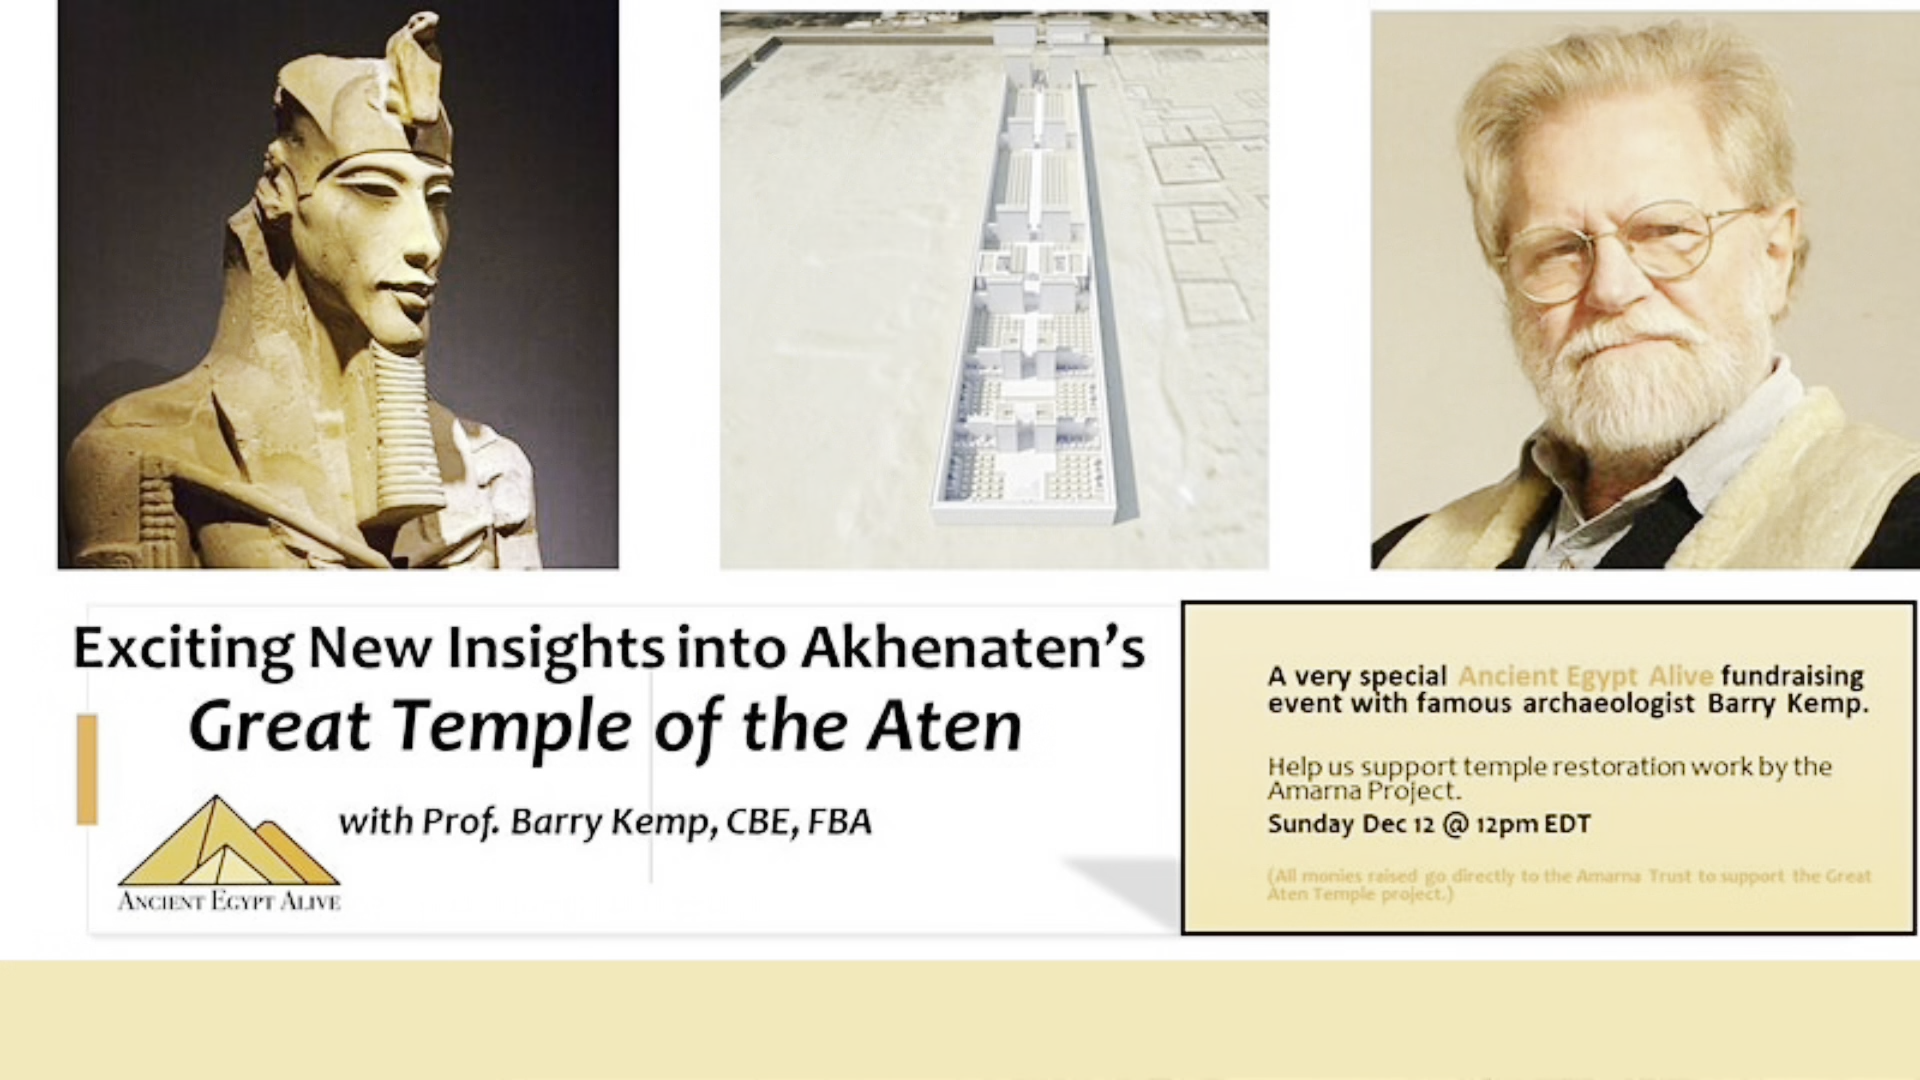 Exciting New Insights into Akhenaten's
Great Temple of the Aten
with Prof. Barry Kemp, CBE, FBA
ANCIENT EGYPT ALIVE
A very special Ancient Egypt Alive fundraising
event with famous archaeologist Barry Kemp.
Help us support temple restoration work by the
Amarna Project.
Sunday Dec 12 @ 12pm EDT
(All monies raised go directly to the Amarna Trust to support the Great
Aten Temple project.)